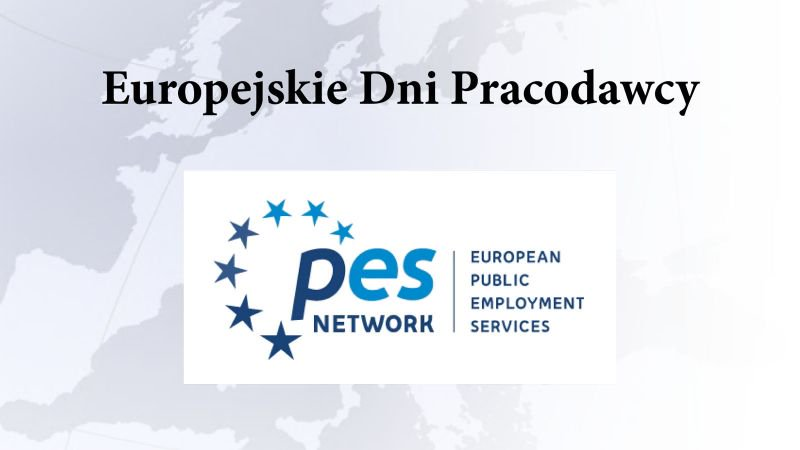 Europejskie Dni Pracodawcy
pes
NETWORK
EUROPEAN
PUBLIC
EMPLOYMENT
SERVICES